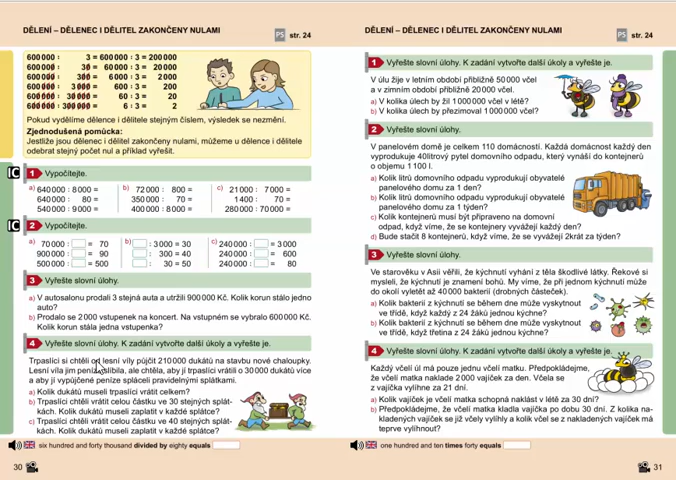 DĚLENÍ – DĚLENEC I DĚLITEL ZAKONČENY NULAMI
PS str. 24
600 000 : 3 = 600 000 : 3 = 200 000
600 000 : 30 = 60 000 : 3 = 20 000
600 000 : 300 = 6 000 : 3 = 2 000
600 000 : 3 000 = 600 : 3 = 200
600 000 : 30 000 = 60 : 3 = 20
600 000 : 300 000 = 6 : 3 = 2
Pokud vydělíme dělence i dělitele stejným číslem, výsledek se nezmění.
Zjednodušená pomůcka:
Jestliže jsou dělenec i dělitel zakončeny nulami, můžeme u dělence i dělitele
odebrat stejný počet nul a příklad vyřešit.
1 Vypočítejte.
a) 640 000 : 8 000 =
640 000 : 80 =
540 000 : 9 000 =
b) 72 000 : 800 =
350 000 : 70 =
400 000 : 8 000 =
c) 21 000 : 7 000 =
1 400 : 70 =
280 000 : 70 000 =
2 Vypočítejte.
a) 70 000 : = 70
900 000 : = 90
500 000 : = 500
b) : 3 000 = 30
: 300 = 40
: 30 = 50
c) 240 000 : = 3 000
240 000 : = 600
240 000 : = 80
3 Vyřešte slovní úlohy.
a) V autosalonu prodali 3 stejná auta a utržili 900 000 Kč. Kolik korun stálo jedno
auto?
b) Prodalo se 2 000 vstupenek na koncert. Na vstupném se vybralo 600 000 Kč.
Kolik korun stála jedna vstupenka?
4 Vyřešte slovní úlohy. K zadání vytvořte další úkoly a vyřešte je.
Trpaslíci si chtěli od lesní víly půjčit 210 000 dukátů na stavbu nové chaloupky.
Lesní víla jim peníze slíbila, ale chtěla, aby jí trpaslíci vrátili o 30 000 dukátů více
a aby jí vypůjčené peníze spláceli pravidelnými splátkami.
a) Kolik dukátů museli trpaslíci vrátit celkem?
b) Trpaslíci chtěli vrátit celou částku ve 30 stejných splát-
kách. Kolik dukátů museli zaplatit v každé splátce?
c) Trpaslíci chtěli vrátit celou částku ve 40 stejných splát-
kách. Kolik dukátů museli zaplatit v každé splátce?
six hundred and forty thousand divided by eighty equals
30
DĚLENÍ – DĚLENEC I DĚLITEL ZAKONČENY NULAMI
PS str. 24
1 Vyřešte slovní úlohy. K zadání vytvořte další úkoly a vyřešte je.
V úlu žije v letním období přibližně 50 000 včel
a v zimním období přibližně 20 000 včel.
a) V kolika úlech by žil 1 000 000 včel v létě?
b) V kolika úlech by přezimoval 1 000 000 včel?
2 Vyřešte slovní úlohy.
V panelovém domě je celkem 110 domácností. Každá domácnost každý den
vyprodukuje 40litrový pytel domovního odpadu, který vynáší do kontejnerů
o objemu 1 100 l.
a) Kolik litrů domovního odpadu vyprodukují obyvatelé
panelového domu za 1 den?
b) Kolik litrů domovního odpadu vyprodukují obyvatelé
panelového domu za 1 týden?
c) Kolik kontejnerů musí být připraveno na domovní
odpad, když víme, že se kontejnery vyvážejí každý den?
d) Bude stačit 8 kontejnerů, když víme, že se vyvážejí 2krát za týden?
3 Vyřešte slovní úlohy.
Ve starověku v Asii věřili, že kýchnutí vyhání z těla škodlivé látky. Řekové si
mysleli, že kýchnutí je znamení bohů. My víme, že při jednom kýchnutí může
do okolí vyletět až 40 000 bakterií (drobných částeček).
a) Kolik bakterií z kýchnutí se během dne může vyskytnout
ve třídě, když každý z 24 žáků jednou kýchne?
b) Kolik bakterií z kýchnutí se během dne může vyskytnout
ve třídě, když třetina z 24 žáků jednou kýchne?
4 Vyřešte slovní úlohy. K zadání vytvořte další úkoly a vyřešte je.
Každý včelí úl má pouze jednu včelí matku. Předpokládejme,
že včelí matka naklade 2 000 vajíček za den. Včela se
z vajíčka vylíhne za 21 dní.
a) Kolik vajíček je včelí matka schopná naklást v létě za 30 dní?
b) Předpokládejme, že včelí matka kladla vajíčka po dobu 30 dní. Z kolika na-
kladených vajíček se již včely vylíhly a kolik včel se z nakladených vajíček má
teprve vylíhnout?
one hundred and ten times forty equals
31